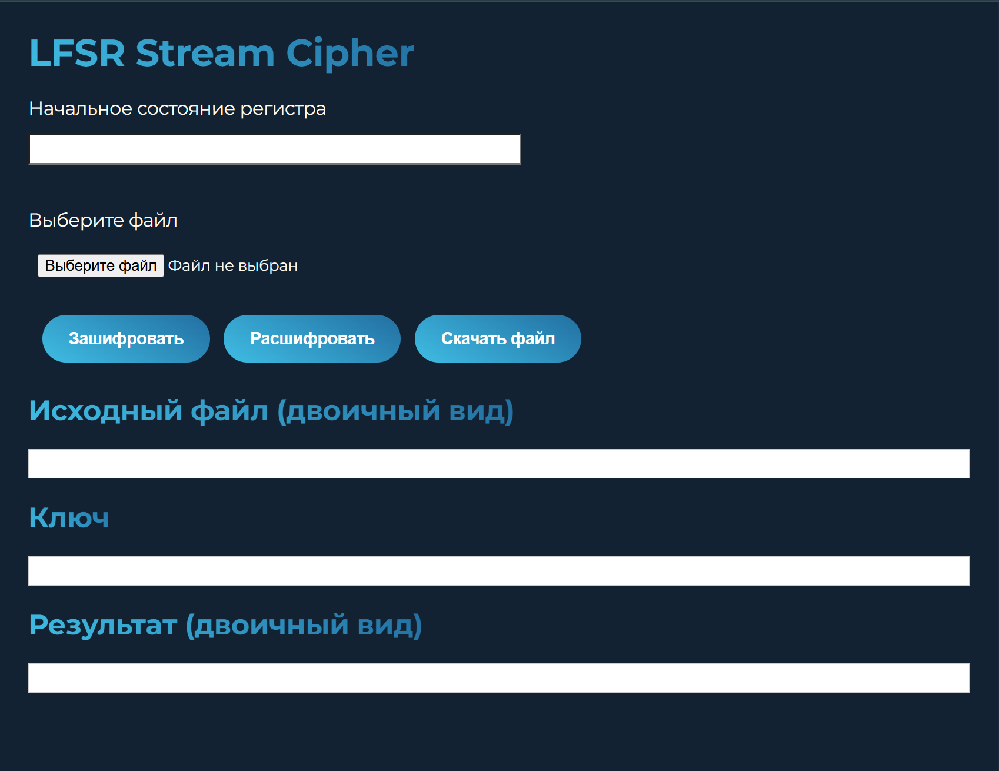 LFSR Stream Cipher
Начальное состояние регистра
Выберите файл
Выберите файл Файл не выбран
Зашифровать Расшифровать Скачать файл
Исходный файл (двоичный вид)
Ключ
Результат (двоичный вид)